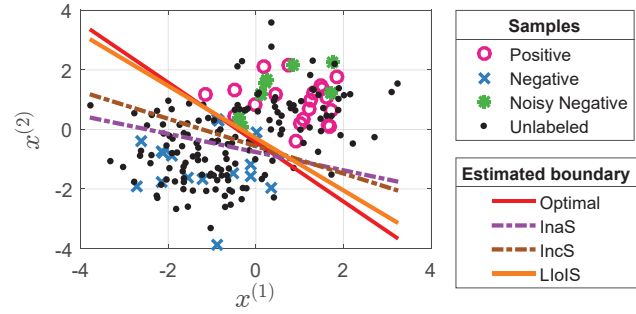 Samples
Positive
Negative
Noisy Negative
Unlabeled
Estimated boundary
Optimal
InaS
IncS
LIoIS
4
2
0
-2
-4
x^(2)
-4
-2
0
2
4
x^(1)